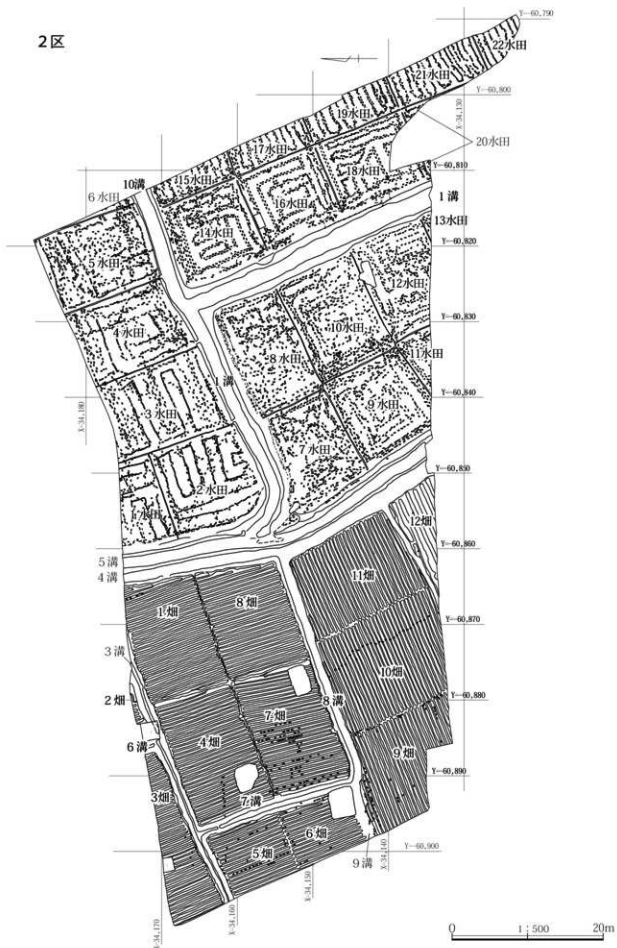 2区
Y=-60,790
22水田
21水田
Y=-60,800
19水田
X=-34,130
20水田
17水田
18水田
Y=-60,810
15水田
10溝
6水田
16水田
1溝
14水田
13水田
Y=-60,820
5水田
12水田
4水田
10水田
Y=-60,830
8水田
11水田
1溝
3水田
9水田
Y=-60,840
X=-34,180
7水田
2水田
1水田
Y=-60,850
12畑
5溝
Y=-60,860
4溝
11畑
8畑
1畑
Y=-60,870
3溝
10畑
2畑
8溝
Y=-60,880
7畑
4畑
6溝
9畑
3畑
Y=-60,890
7溝
6畑
5畑
9溝
Y=-60,900
X=-34,140
X=-34,150
X=-34,160
X=-34,170
0 1:500 20m